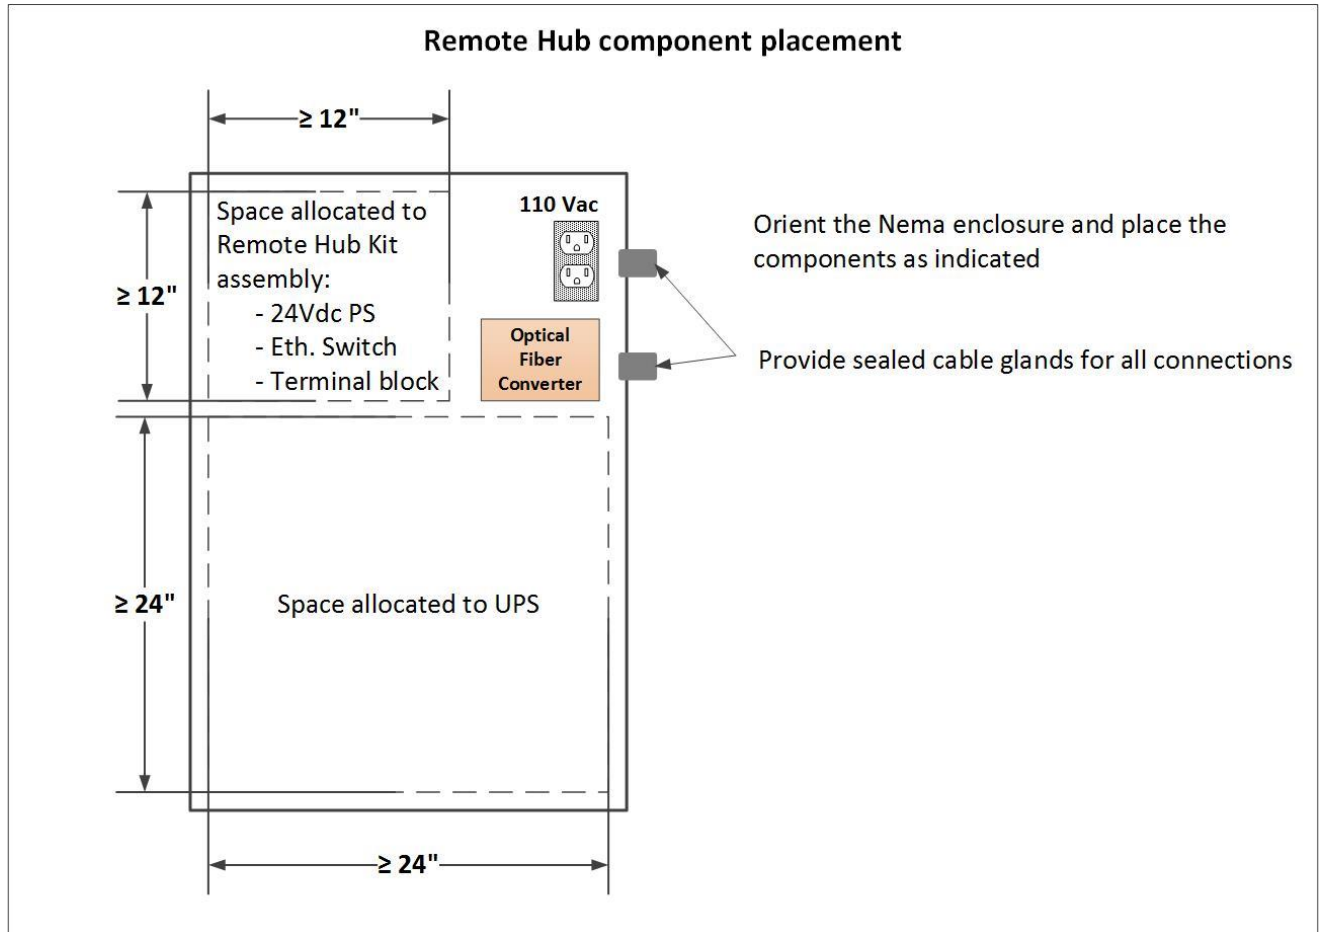 Remote Hub component placement
≥ 12"
≥ 12"
Space allocated to
Remote Hub Kit
assembly:
- 24Vdc PS
- Eth. Switch
- Terminal block
110 Vac
Optical
Fiber
Converter
Orient the Nema enclosure and place the
components as indicated
Provide sealed cable glands for all connections
≥ 24"
Space allocated to UPS
≥ 24"